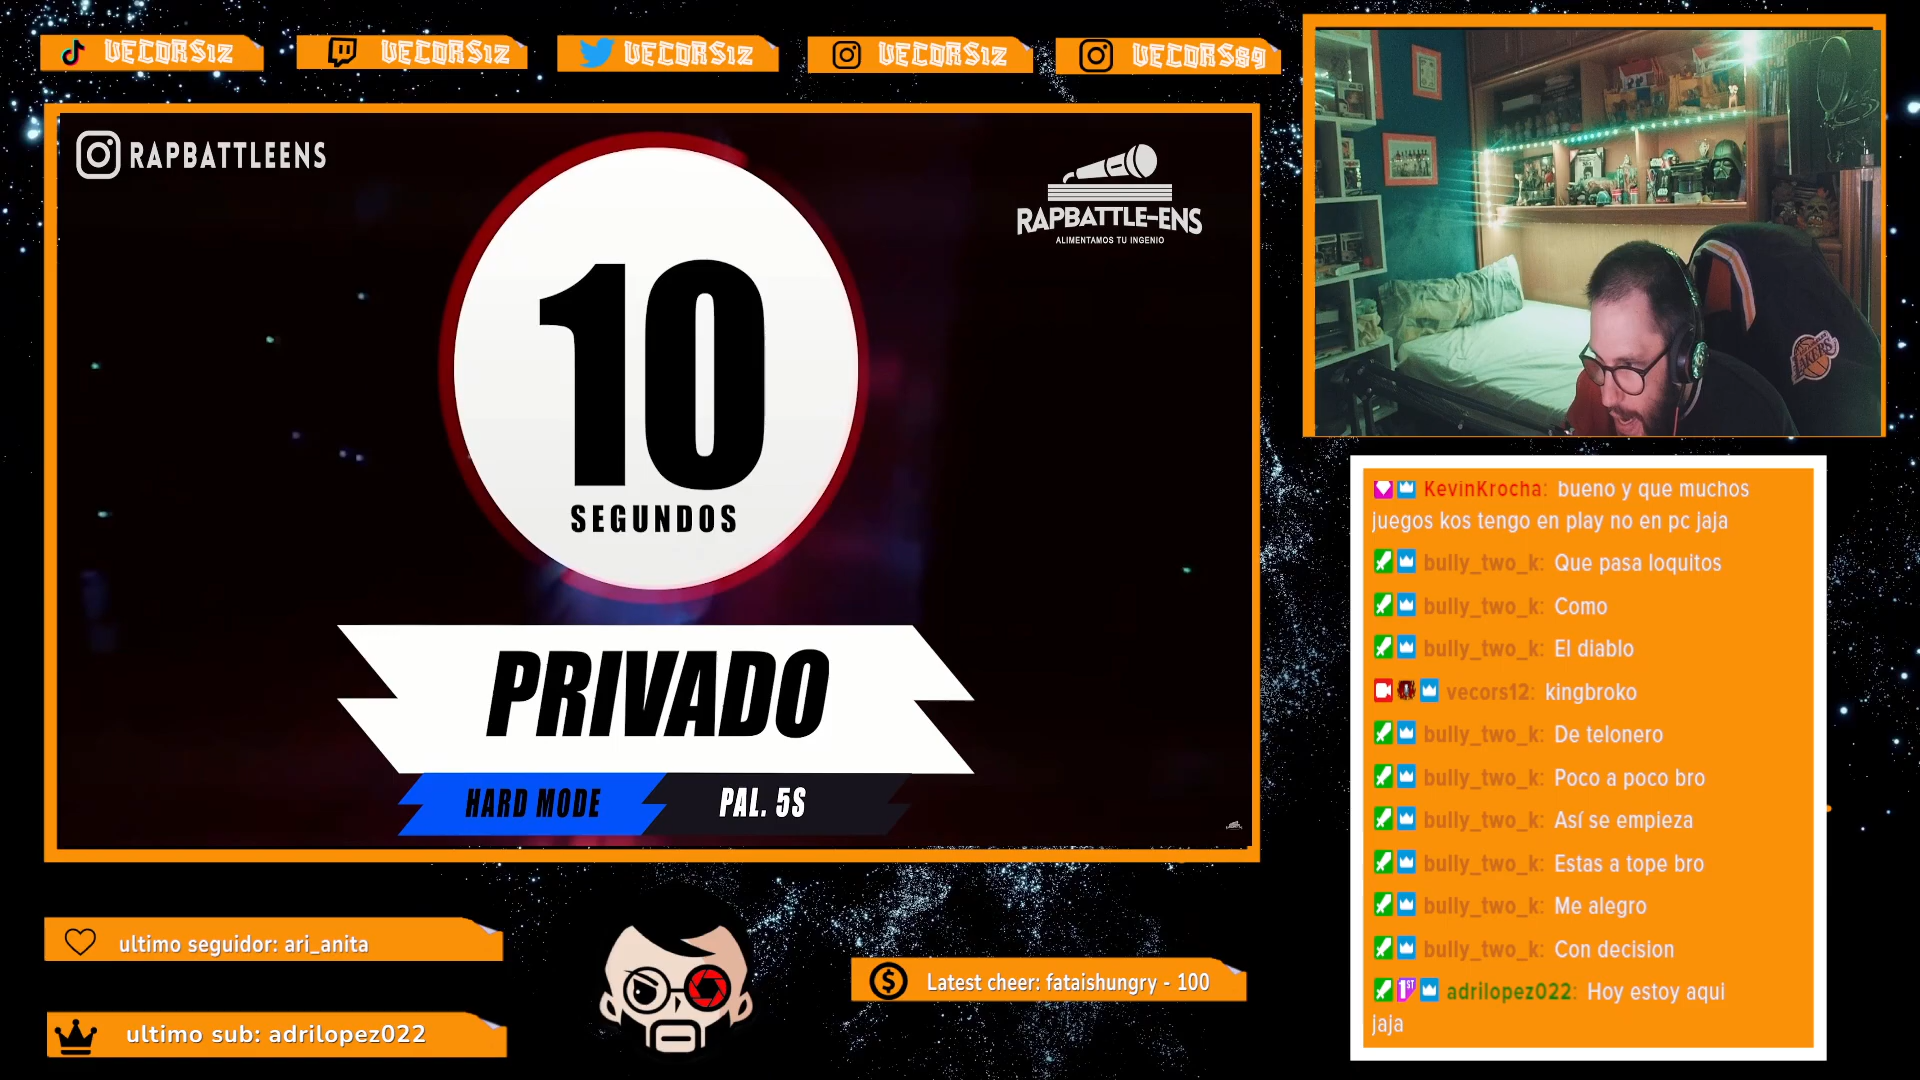 VECORS12
VECORS12
VECORS12
VECORS12
VECORS89
RAPBATTLEENS
RAPBATTLE-ENS
ALIMENTAMOS TU INGENIO
10
SEGUNDOS
PRIVADO
HARD MODE
PAL. 5S
LAKERS
KevinKrocha: bueno y que muchos
juegos kos tengo en play no en pc jaja
bully_two_k: Que pasa loquitos
bully_two_k: Como
bully_two_k: El diablo
vecors12: kingbroko
bully_two_k: De telonero
bully_two_k: Poco a poco bro
bully_two_k: Así se empieza
bully_two_k: Estas a tope bro
bully_two_k: Me alegro
bully_two_k: Con decision
1ST adrilopez022: Hoy estoy aqui
jaja
ultimo seguidor: ari_anita
Latest cheer: fataishungry - 100
ultimo sub: adrilopez022